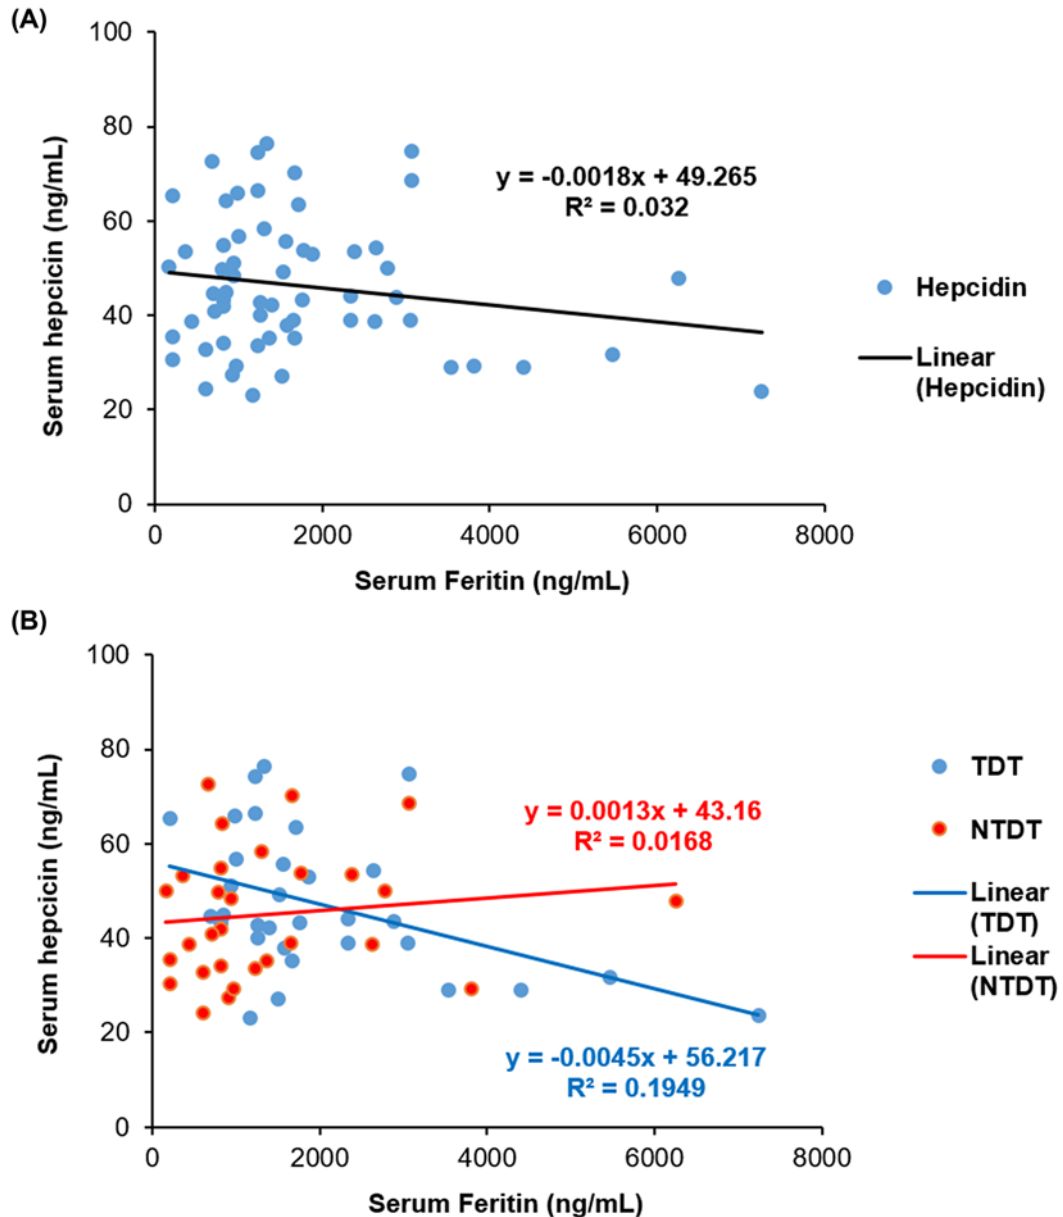 (A)
100
80
60
40
20
0
0 2000 4000 6000 8000
Serum hepcicin (ng/mL)
Serum Feritin (ng/mL)
y = -0.0018x + 49.265
R² = 0.032
Hepcidin
Linear
(Hepcidin)
(B)
100
80
60
40
20
0
0 2000 4000 6000 8000
Serum hepcicin (ng/mL)
Serum Feritin (ng/mL)
y = 0.0013x + 43.16
R² = 0.0168
y = -0.0045x + 56.217
R² = 0.1949
TDT
NTDT
Linear
(TDT)
Linear
(NTDT)